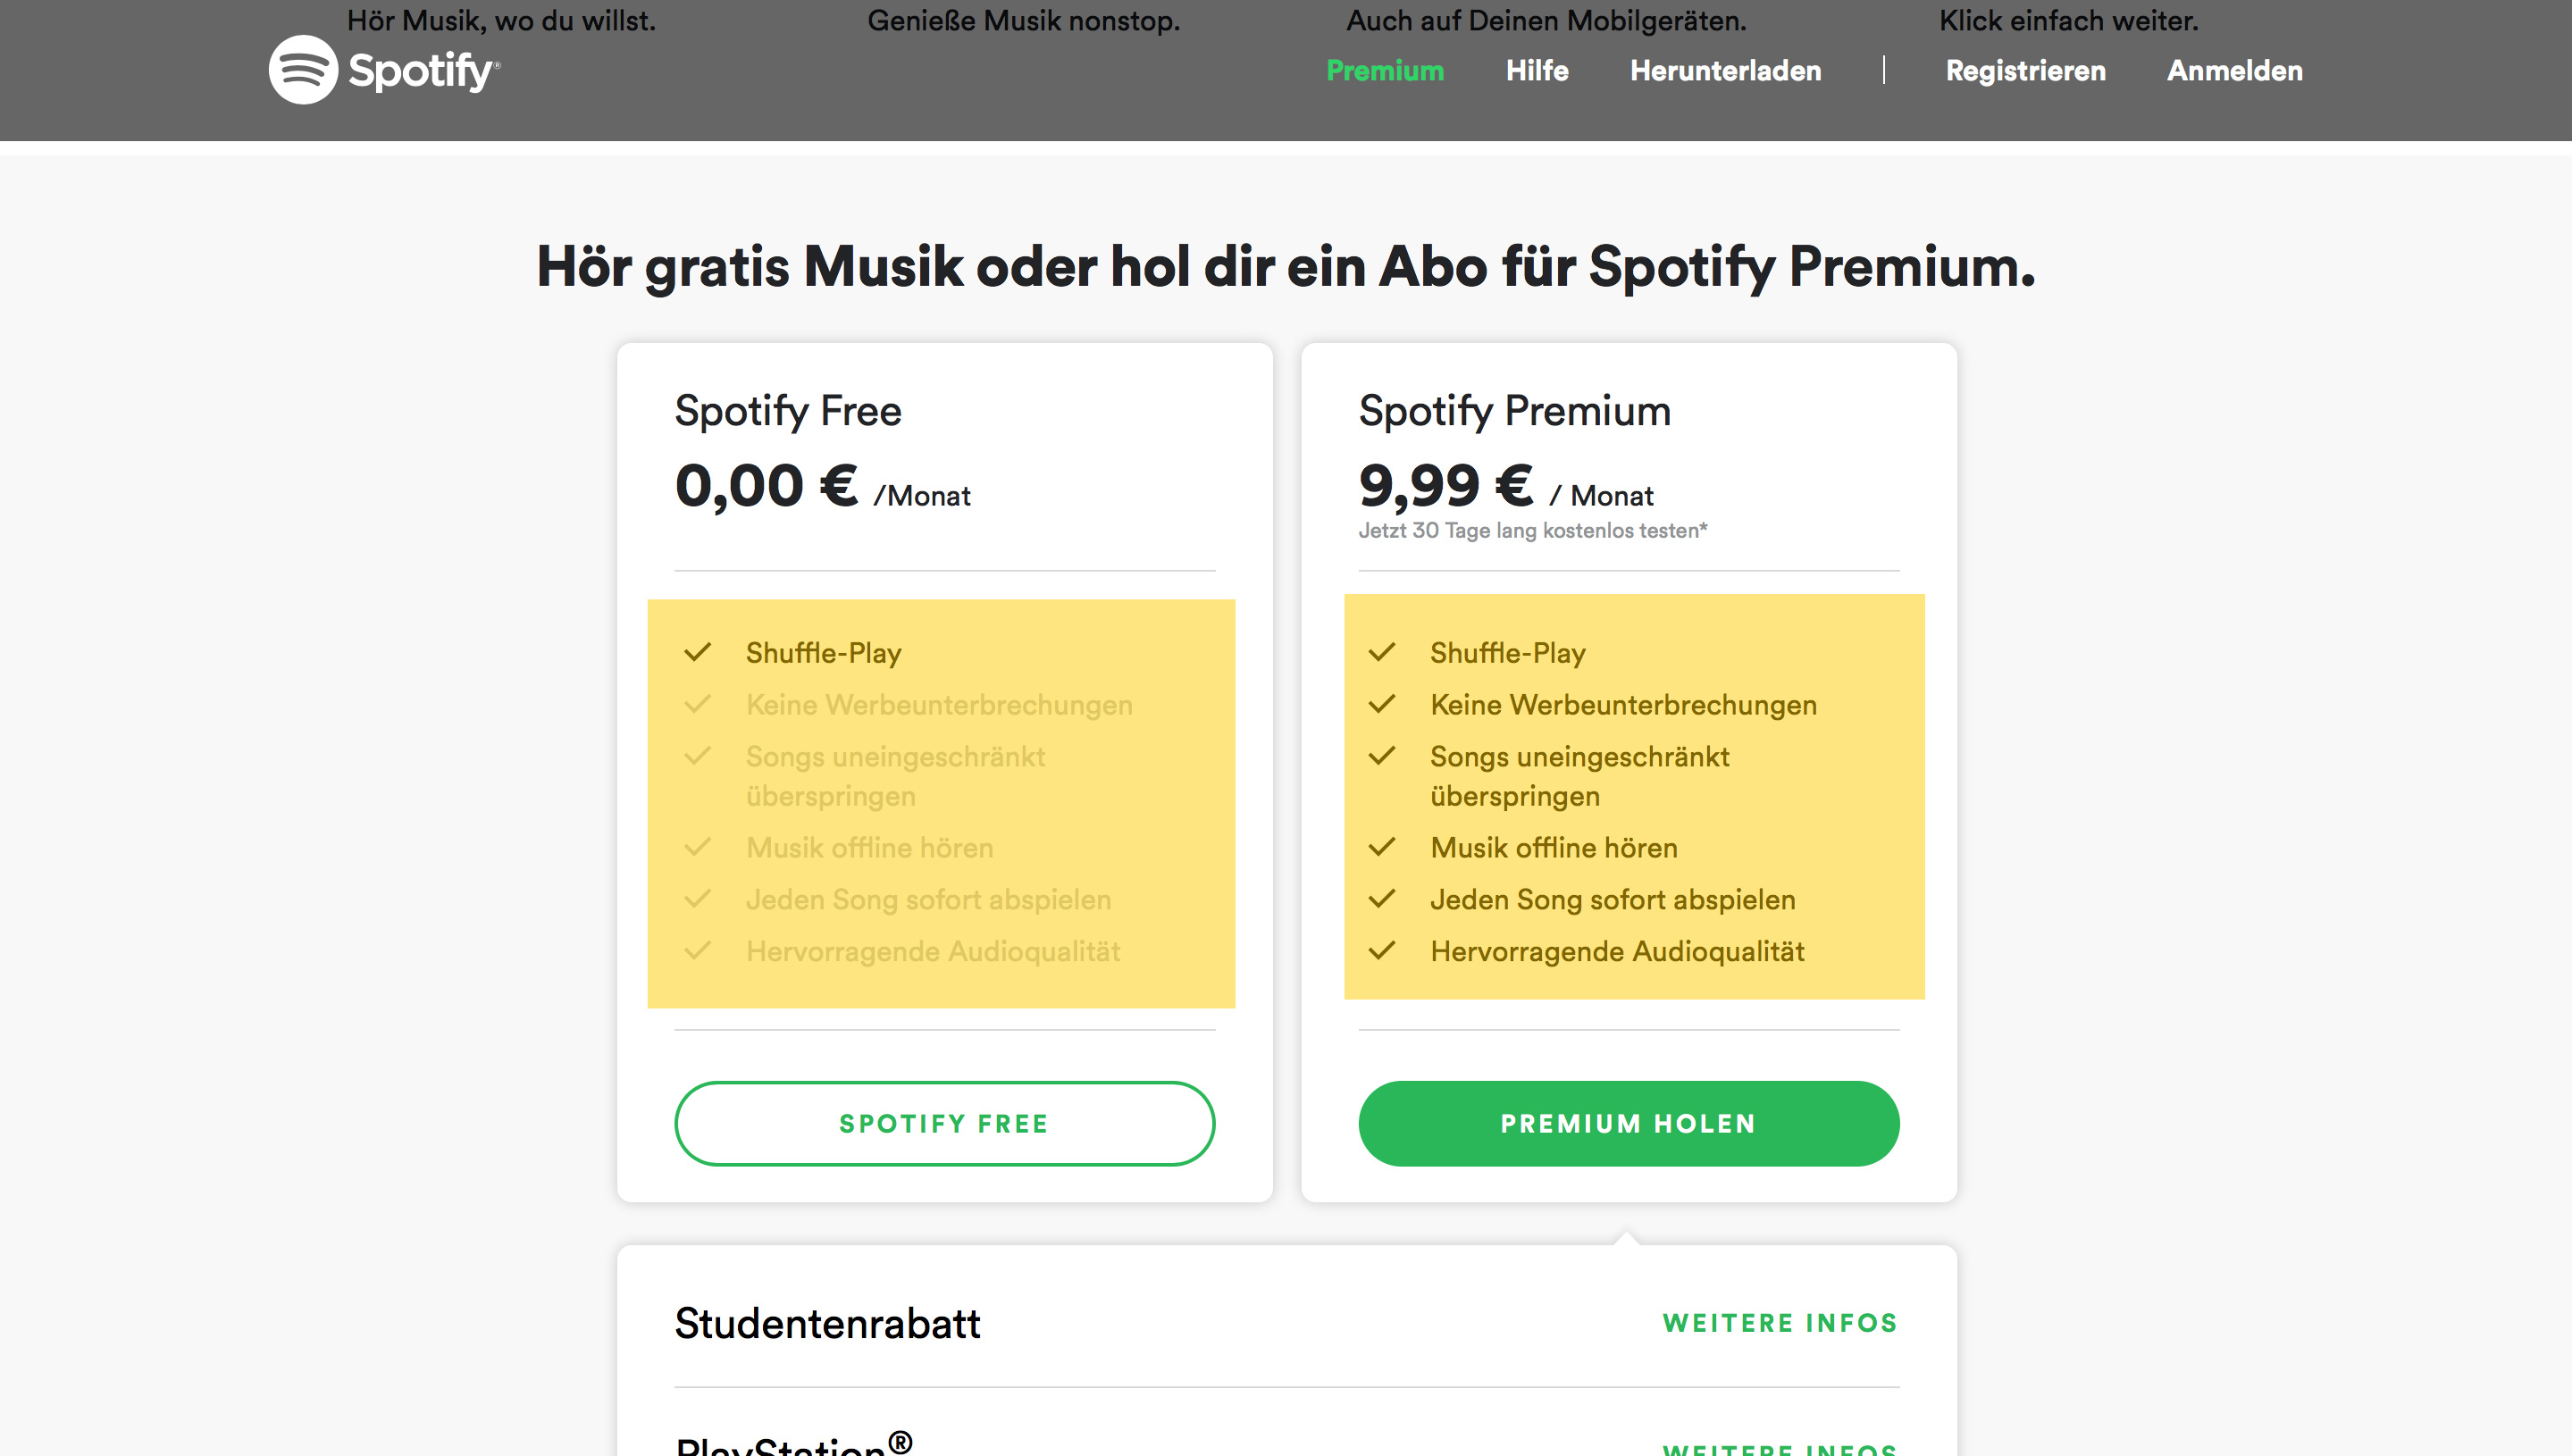 Hör Musik, wo du willst.
Genieße Musik nonstop.
Auch auf Deinen Mobilgeräten.
Klick einfach weiter.
Spotify®
Premium
Hilfe
Herunterladen
Registrieren
Anmelden
Hör gratis Musik oder hol dir ein Abo für Spotify Premium.
Spotify Free
0,00 € /Monat
Shuffle-Play
Keine Werbeunterbrechungen
Songs uneingeschränkt
überspringen
Musik offline hören
Jeden Song sofort abspielen
Hervorragende Audioqualität
SPOTIFY FREE
Spotify Premium
9,99 € / Monat
Jetzt 30 Tage lang kostenlos testen*
Shuffle-Play
Keine Werbeunterbrechungen
Songs uneingeschränkt
überspringen
Musik offline hören
Jeden Song sofort abspielen
Hervorragende Audioqualität
PREMIUM HOLEN
Studentenrabatt
WEITERE INFOS
PlayStation®
WEITERE INFOS